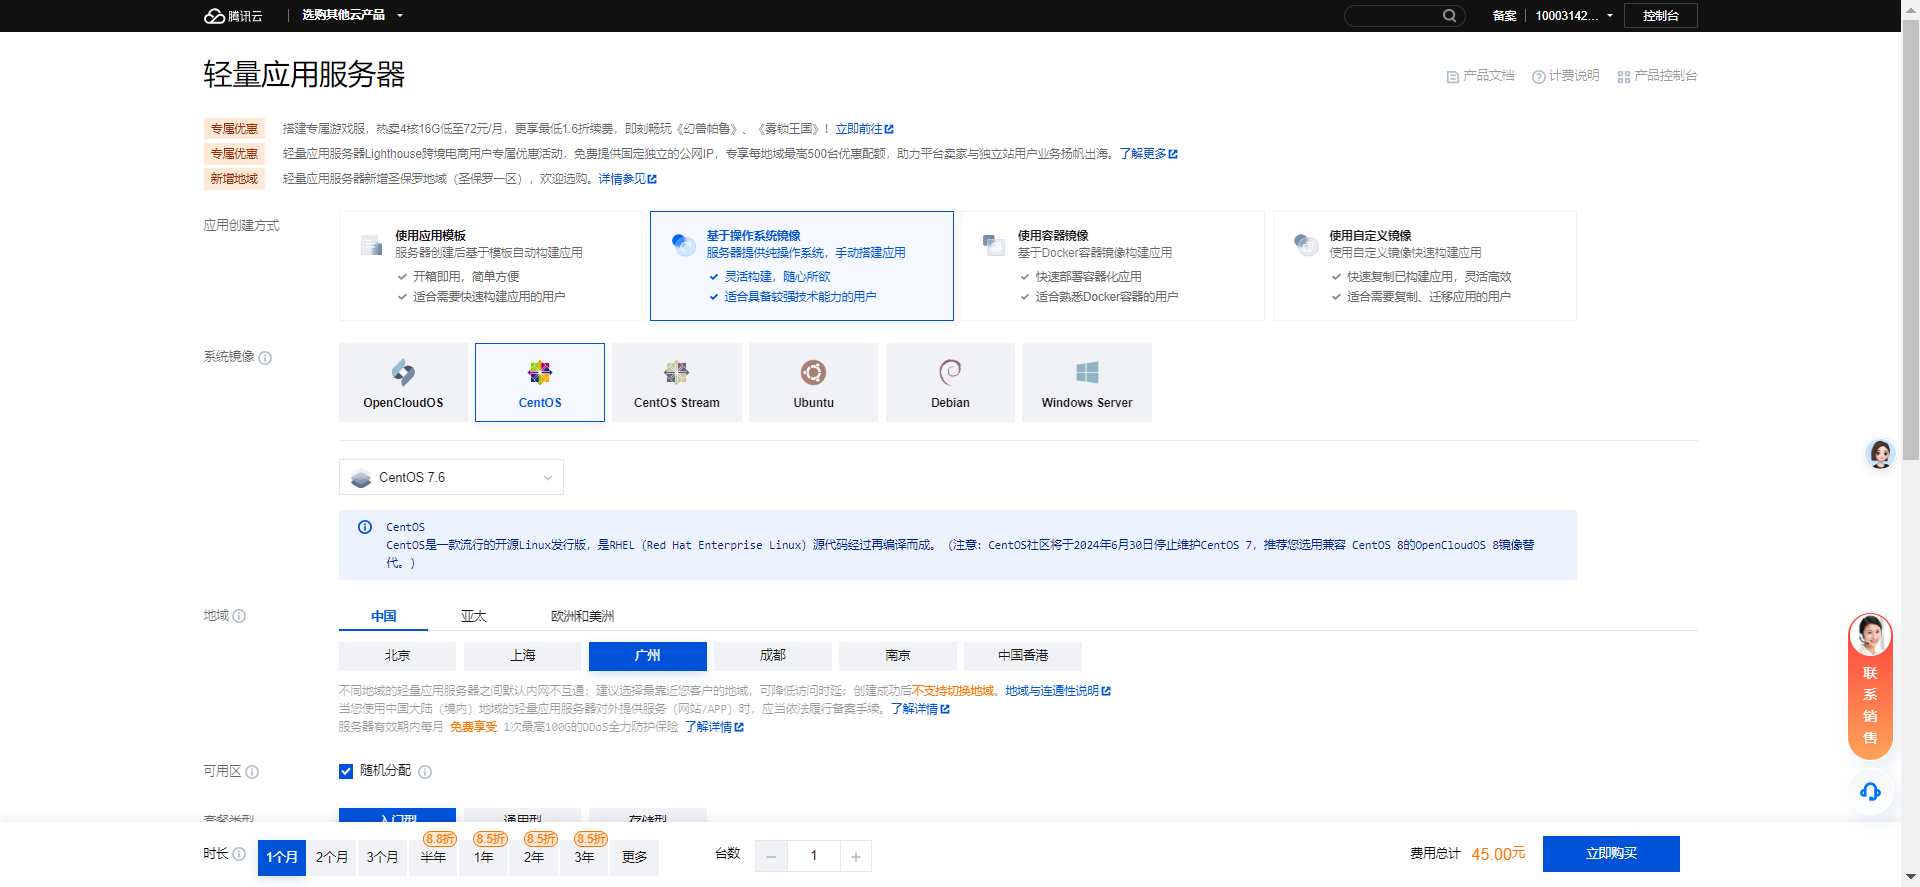 腾讯云
选购其他云产品
备案
10003142...
控制台
轻量应用服务器
产品文档
计费说明
产品控制台
专属优惠 搭建专属游戏服，热卖4核16G低至72元/月，更享最低1.6折续费，即刻畅玩《幻兽帕鲁》、《雾锁王国》！立即前往
专属优惠 轻量应用服务器Lighthouse跨境电商用户专属优惠活动，免费提供固定独立的公网IP，专享每地域最高500台优惠配额，助力平台卖家与独立站用户业务扬帆出海。了解更多
新增地域 轻量应用服务器新增圣保罗地域（圣保罗一区），欢迎选购。详情参见
应用创建方式
使用应用模板
服务器创建后基于模板自动构建应用
开箱即用，简单方便
适合需要快速构建应用的用户
基于操作系统镜像
服务器提供纯操作系统，手动搭建应用
灵活构建，随心所欲
适合具备较强技术能力的用户
使用容器镜像
基于Docker容器镜像构建应用
快速部署容器化应用
适合熟悉Docker容器的用户
使用自定义镜像
使用自定义镜像快速构建应用
快速复制已构建应用，灵活高效
适合需要复制、迁移应用的用户
系统镜像
OpenCloudOS
CentOS
CentOS Stream
Ubuntu
Debian
Windows Server
CentOS 7.6
CentOS
CentOS是一款流行的开源Linux发行版，是RHEL（Red Hat Enterprise Linux）源代码经过再编译而成。（注意：CentOS社区将于2024年6月30日停止维护CentOS 7，推荐您选用兼容 CentOS 8的OpenCloudOS 8镜像替
代。）
地域
中国
亚太
欧洲和美洲
北京
上海
广州
成都
南京
中国香港
不同地域的轻量应用服务器之间默认内网不互通；建议选择最靠近您客户的地域，可降低访问时延；创建成功后不支持切换地域。地域与连通性说明
当您使用中国大陆（境内）地域的轻量应用服务器对外提供服务（网站/APP）时，应当依法履行备案手续。了解详情
服务器有效期内每月 免费享受 1次最高100G的DDoS全力防护保险 了解详情
可用区
随机分配
套餐类型
入门型
通用型
存储型
时长
1个月
2个月
3个月
8.8折
半年
8.5折
1年
8.5折
2年
8.5折
3年
更多
台数
1
费用总计 45.00元
立即购买
联
系
销
售